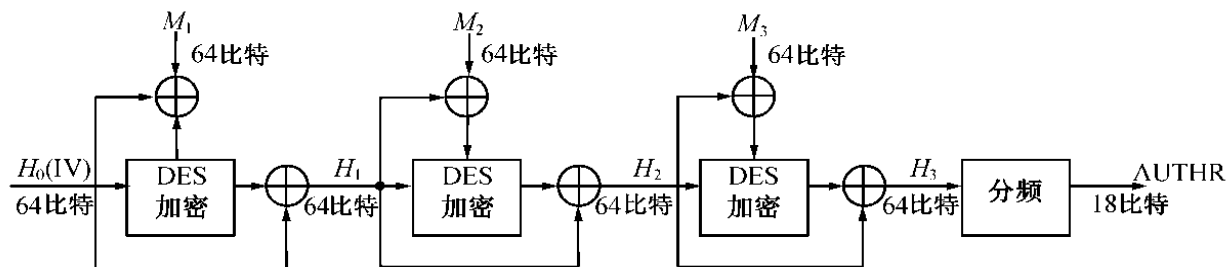 M₁
64比特
M₂
64比特
M₃
64比特
H₀(IV)
64比特
DES
加密
H₁
64比特
DES
加密
H₂
64比特
DES
加密
H₃
64比特
分频
AUTHR
18比特